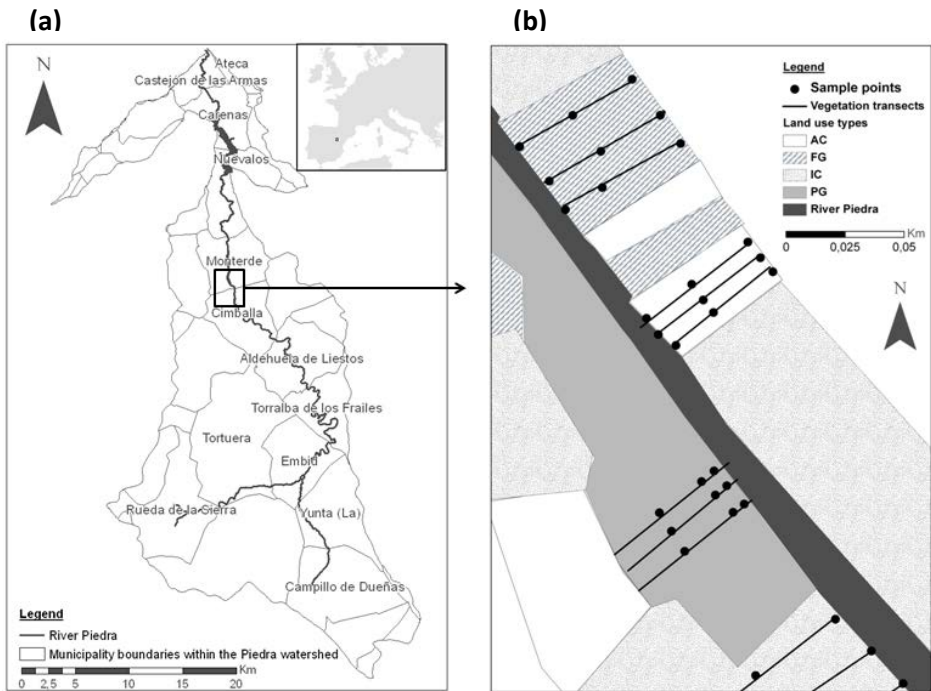 (a)
N
Ateca
Castejón de las Armas
Carenas
Nuévalos
Monterde
Cimballa
Aldehuela de Liestos
Torralba de los Frailes
Tortuera
Embid
Rueda de la Sierra
Yunta (La)
Campillo de Dueñas
Legend
River Piedra
Municipality boundaries within the Piedra watershed
Km
0 2,5 5 10 15 20
(b)
Legend
Sample points
Vegetation transects
Land use types
AC
FG
IC
PG
River Piedra
Km
0 0,025 0,05
N